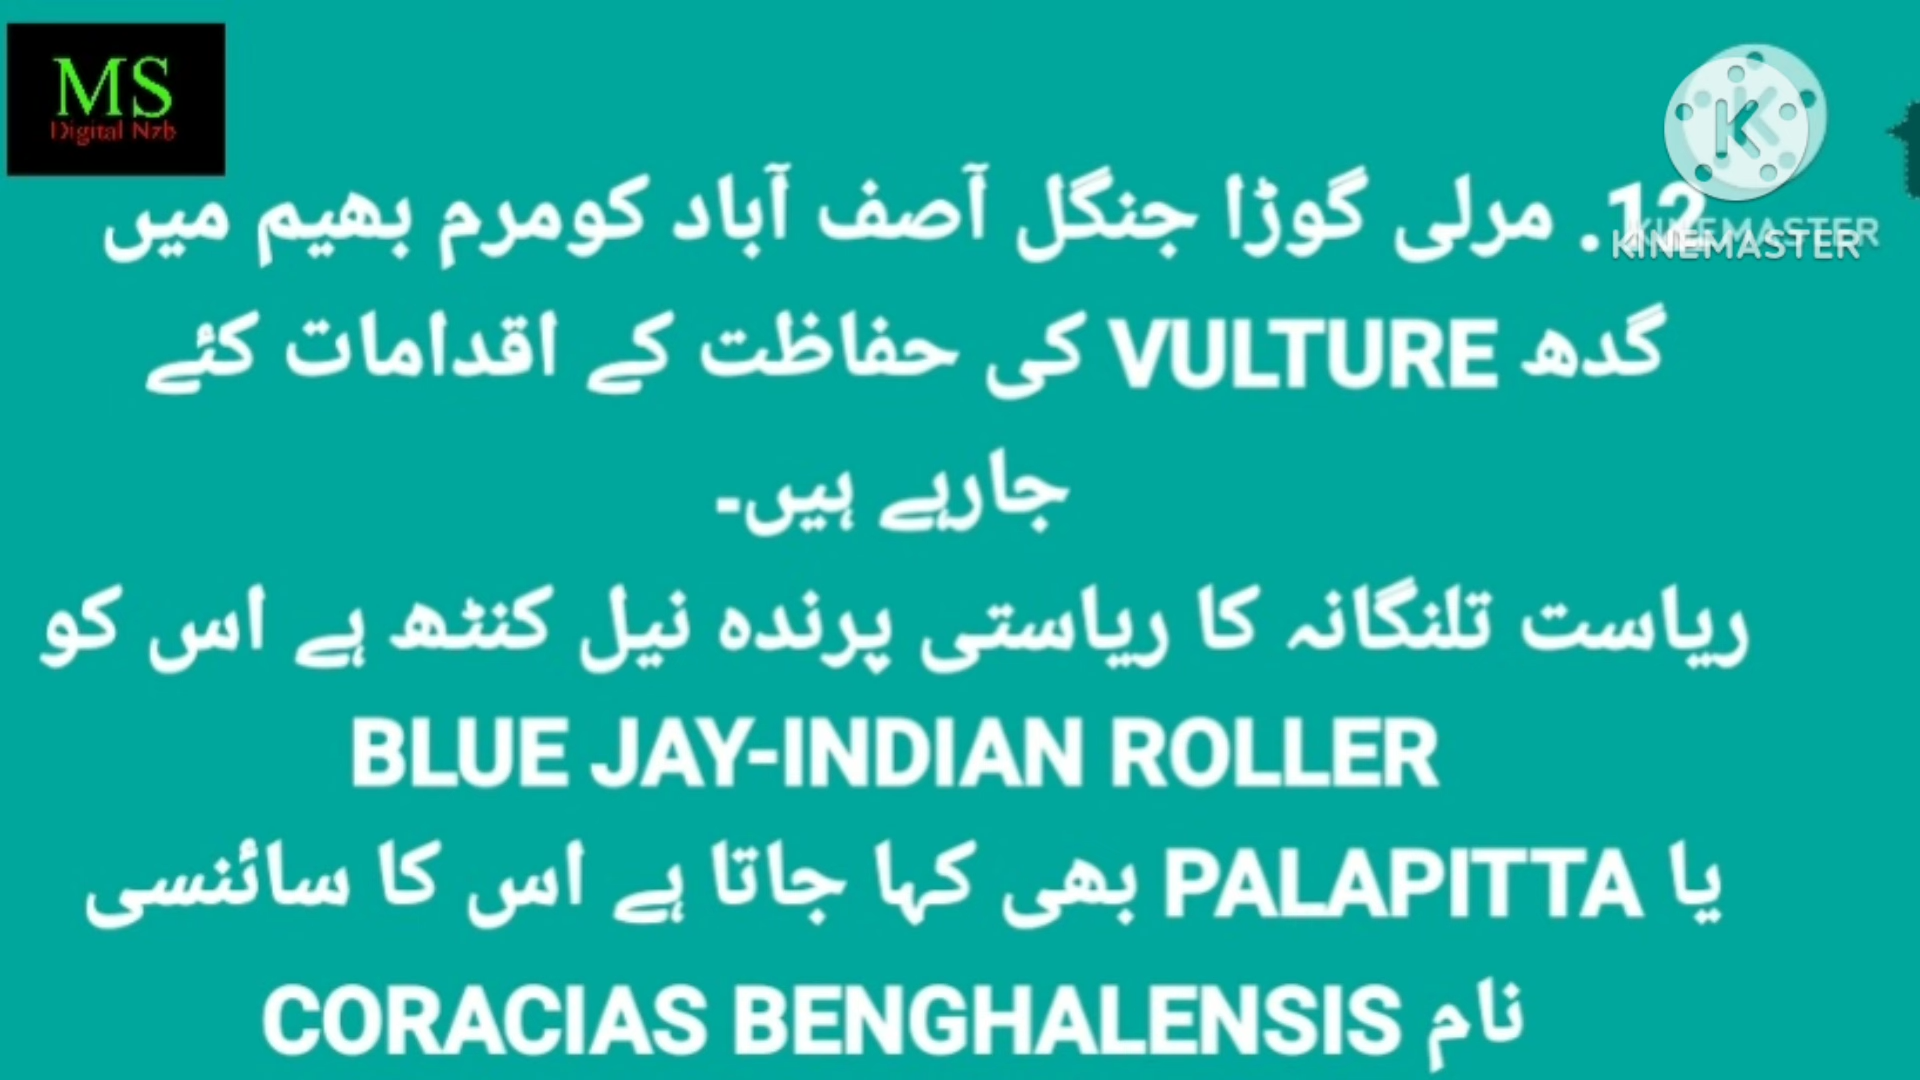 MS
Digital Nzb
KINEMASTER
KINEMASTER
12. مرلی گوڑا جنگل آصف آباد کومرم بھیم میں
گدھ VULTURE کی حفاظت کے اقدامات کئے
جارہے ہیں۔
ریاست تلنگانہ کا ریاستی پرندہ نیل کنٹھ ہے اس کو
BLUE JAY-INDIAN ROLLER
یا PALAPITTA بھی کہا جاتا ہے اس کا سائنسی
نام CORACIAS BENGHALENSIS